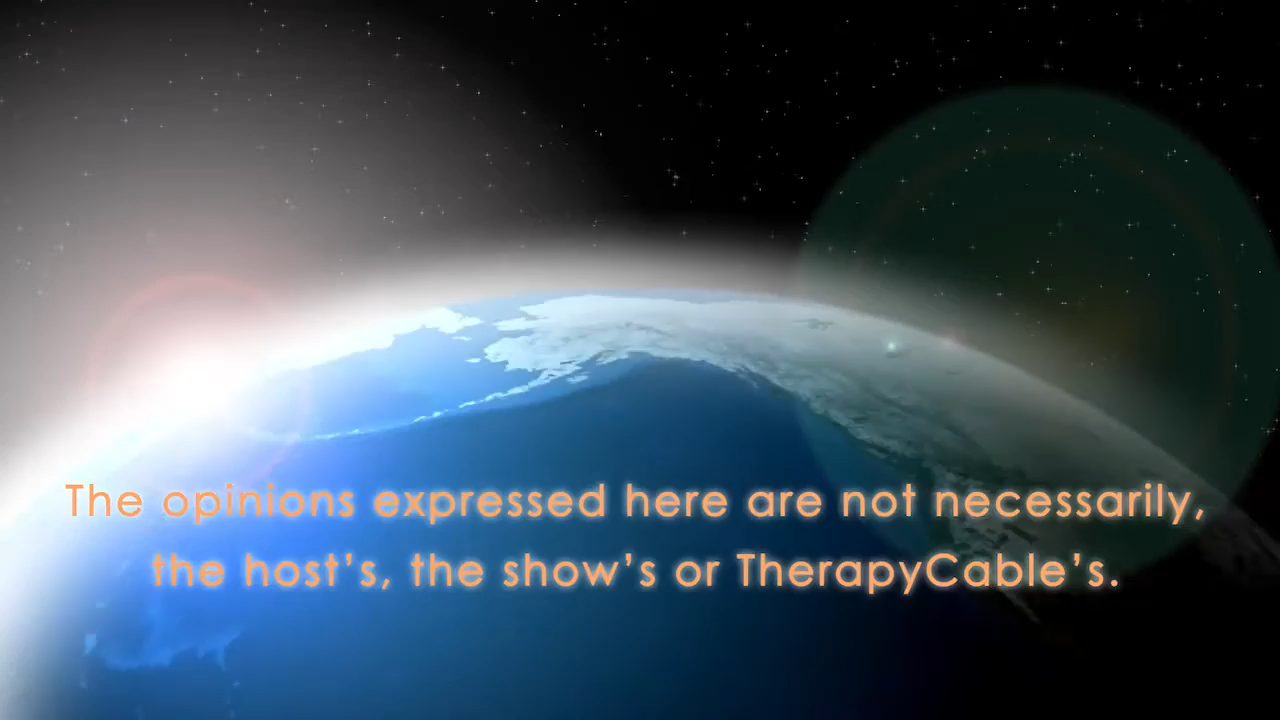 The opinions expressed here are not necessarily,
the host’s, the show’s or TherapyCable’s.